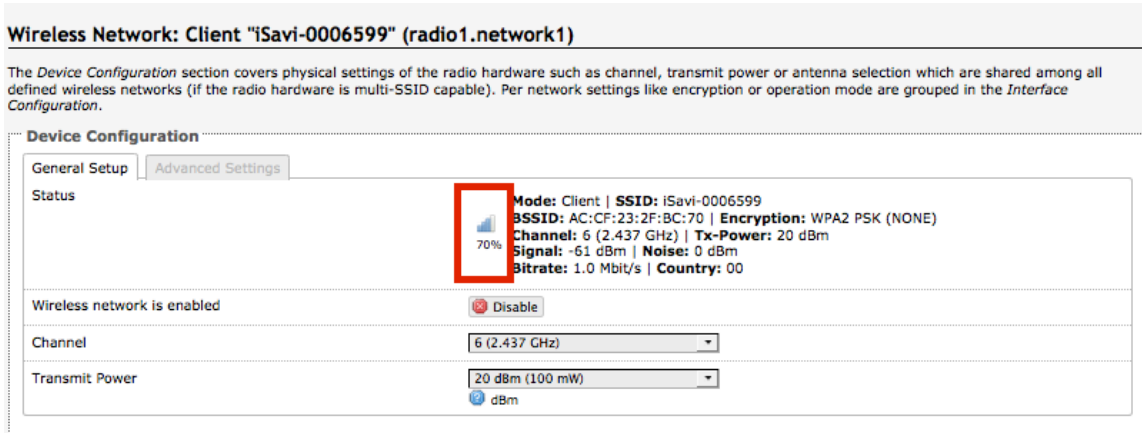 Wireless Network: Client "iSavi-0006599" (radio1.network1)
The Device Configuration section covers physical settings of the radio hardware such as channel, transmit power or antenna selection which are shared among all
defined wireless networks (if the radio hardware is multi-SSID capable). Per network settings like encryption or operation mode are grouped in the Interface
Configuration.
Device Configuration
General Setup Advanced Settings
Status
70%
Mode: Client | SSID: iSavi-0006599
BSSID: AC:CF:23:2F:BC:70 | Encryption: WPA2 PSK (NONE)
Channel: 6 (2.437 GHz) | Tx-Power: 20 dBm
Signal: -61 dBm | Noise: 0 dBm
Bitrate: 1.0 Mbit/s | Country: 00
Wireless network is enabled Disable
Channel 6 (2.437 GHz)
Transmit Power 20 dBm (100 mW)
dBm